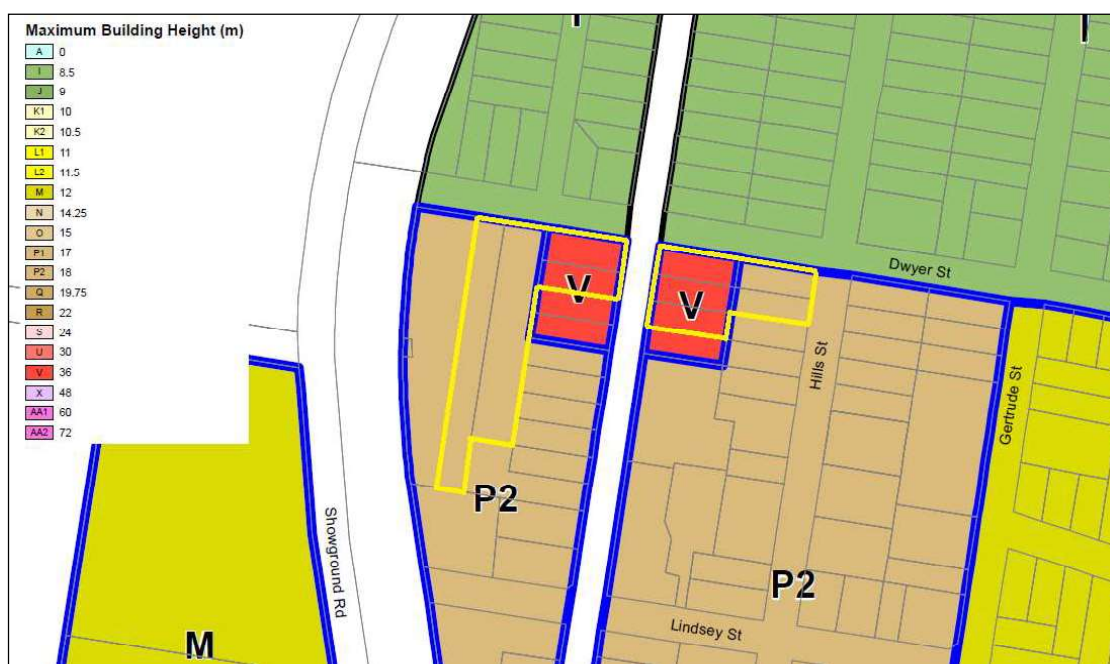 Maximum Building Height (m)
A 0
I 8.5
J 9
K1 10
K2 10.5
L1 11
L2 11.5
M 12
N 14.25
O 15
P1 17
P2 18
Q 19.75
R 22
S 24
U 30
V 36
X 48
AA1 60
AA2 72
I
I
Dwyer St
V
V
Hills St
Gertrude St
P2
Showground Rd
P2
Lindsey St
M